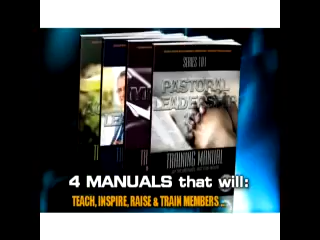 SERIES 101
PASTORAL
LEADERSHIP
TRAINING MANUAL
4 MANUALS that will:
TEACH, INSPIRE, RAISE & TRAIN MEMBERS ...